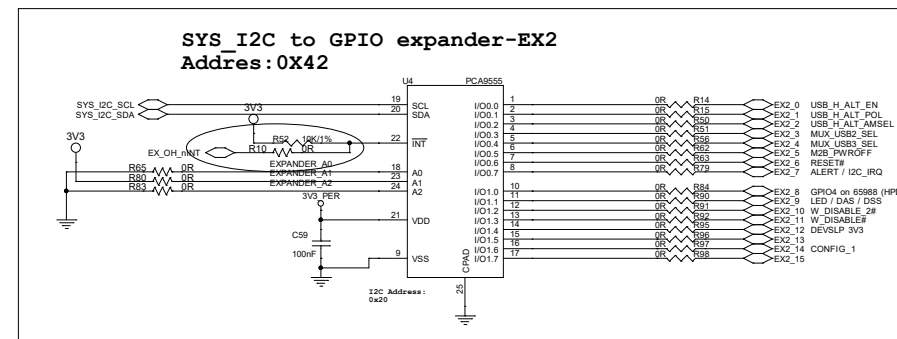 SYS_I2C to GPIO expander-EX2
Addres:0X42
U4 PCA9555
SYS_I2C_SCL 19 SCL I/O0.0 1 0R R14 EX2_0 USB_H_ALT_EN
SYS_I2C_SDA 20 SDA I/O0.1 2 0R R15 EX2_1 USB_H_ALT_POL
3V3 I/O0.2 3 0R R50 EX2_2 USB_H_ALT_AMSEL
I/O0.3 4 0R R51 EX2_3 MUX_USB2_SEL
3V3 R52 10K/1% 22 INT I/O0.4 5 0R R56 EX2_4 MUX_USB3_SEL
EX_OH_nINT R10 0R I/O0.5 6 0R R62 EX2_5 M2B_PWROFF
I/O0.6 7 0R R63 EX2_6 RESET#
R65 0R EXPANDER_A0 18 A0 I/O0.7 8 0R R79 EX2_7 ALERT / I2C_IRQ
R80 0R EXPANDER_A1 23 A1
R83 0R EXPANDER_A2 24 A2 I/O1.0 10 0R R84 EX2_8 GPIO4 on 65988 (HPD
3V3_PER I/O1.1 11 0R R90 EX2_9 LED / DAS / DSS
I/O1.2 12 0R R91 EX2_10 W_DISABLE_2#
21 VDD I/O1.3 13 0R R92 EX2_11 W_DISABLE#
I/O1.4 14 0R R95 EX2_12 DEVSLP 3V3
C59 I/O1.5 15 0R R96 EX2_13
100nF I/O1.6 16 0R R97 EX2_14 CONFIG_1
9 VSS I/O1.7 17 0R R98 EX2_15
CPAD
25
I2C Address:
0x20